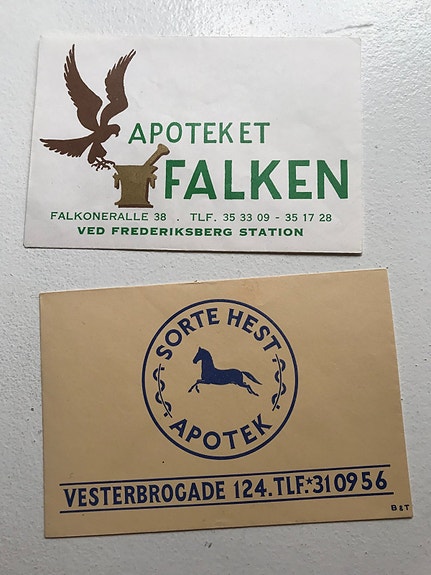 APOTEKET
FALKEN
FALKONERALLE 38 . TLF. 35 33 09 - 35 17 28
VED FREDERIKSBERG STATION
SORTE HEST
APOTEK
VESTERBROGADE 124. TLF.*310956
B & T